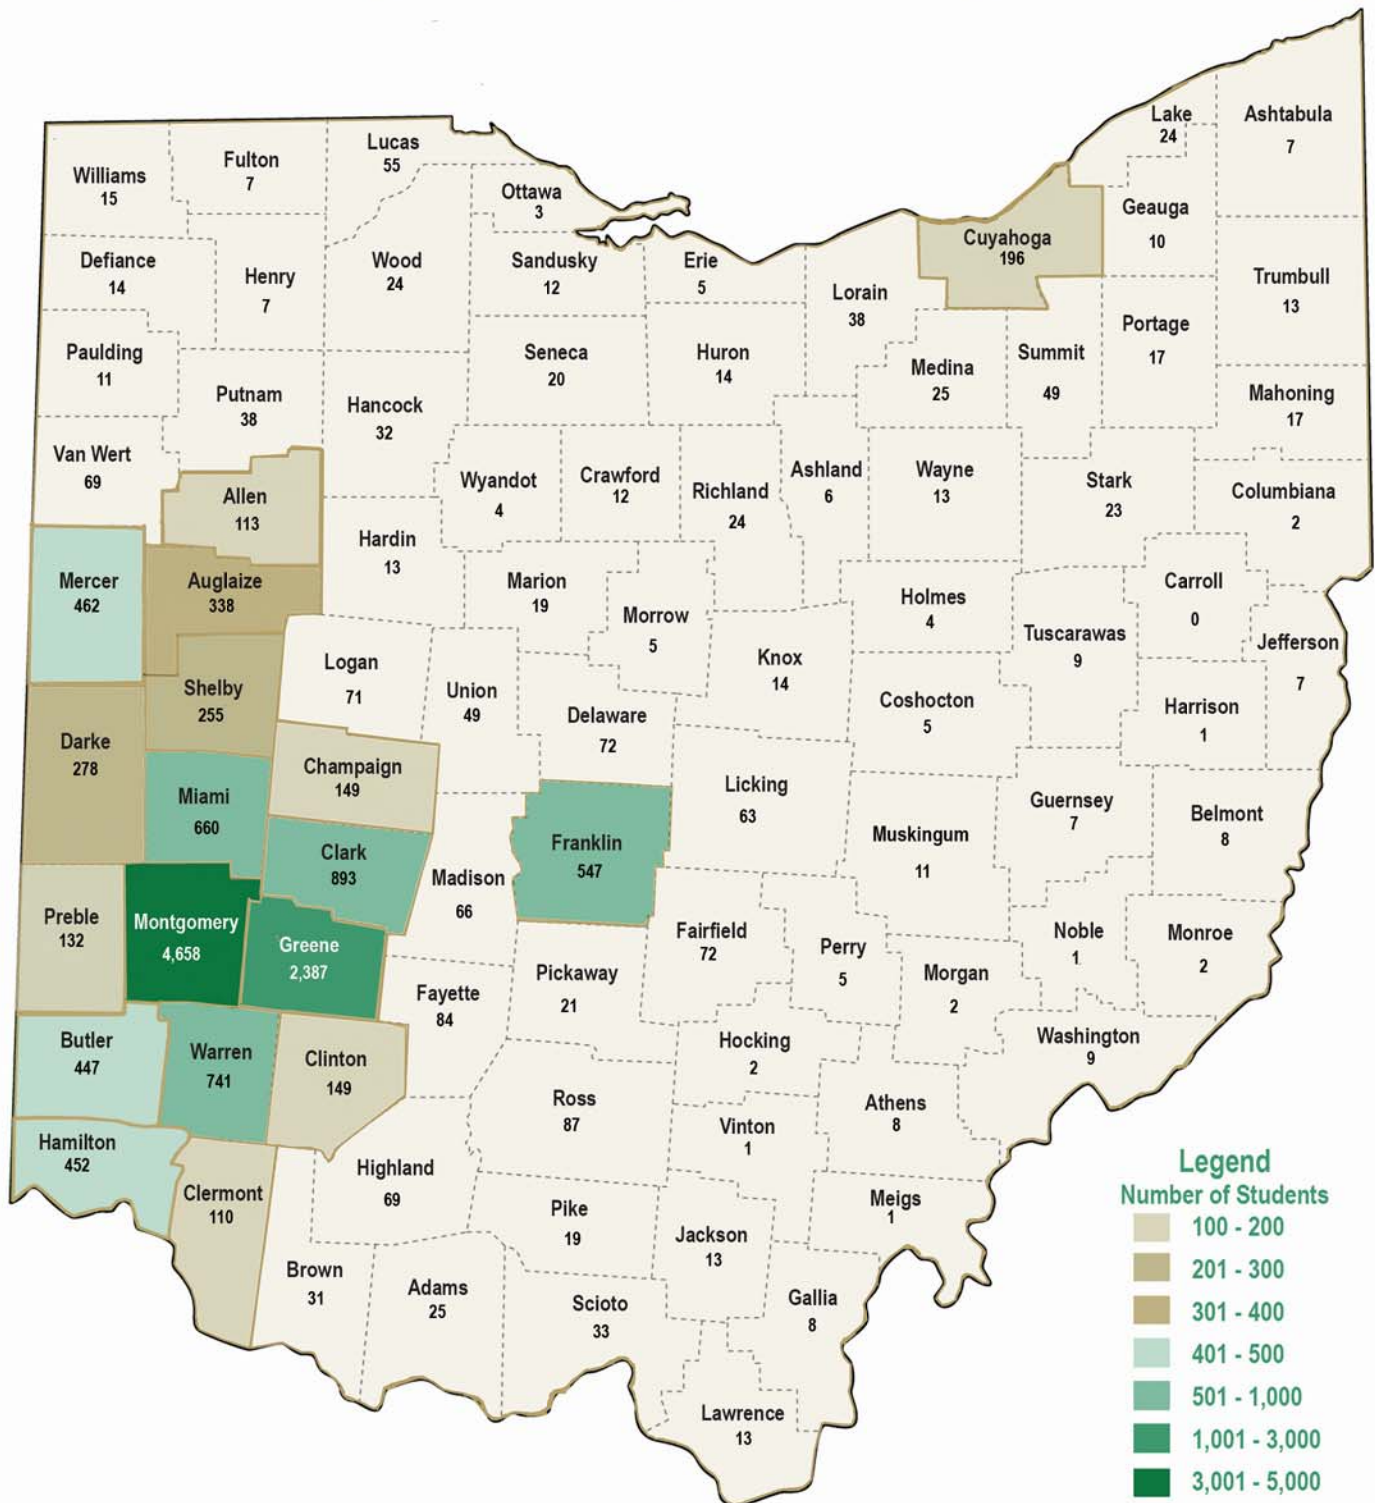 Lake
24
Ashtabula
7
Lucas
55
Fulton
7
Williams
15
Ottawa
3
Geauga
10
Cuyahoga
196
Defiance
14
Henry
7
Wood
24
Sandusky
12
Erie
5
Lorain
38
Trumbull
13
Portage
17
Paulding
11
Putnam
38
Hancock
32
Seneca
20
Huron
14
Medina
25
Summit
49
Mahoning
17
Van Wert
69
Allen
113
Wyandot
4
Crawford
12
Richland
24
Ashland
6
Wayne
13
Stark
23
Columbiana
2
Hardin
13
Mercer
462
Auglaize
338
Marion
19
Morrow
5
Holmes
4
Carroll
0
Tuscarawas
9
Jefferson
7
Logan
71
Knox
14
Shelby
255
Union
49
Delaware
72
Coshocton
5
Harrison
1
Darke
278
Champaign
149
Miami
660
Licking
63
Guernsey
7
Belmont
8
Muskingum
11
Franklin
547
Clark
893
Madison
66
Preble
132
Montgomery
4,658
Greene
2,387
Fairfield
72
Perry
5
Noble
1
Monroe
2
Pickaway
21
Morgan
2
Fayette
84
Butler
447
Warren
741
Clinton
149
Hocking
2
Washington
9
Ross
87
Athens
8
Vinton
1
Hamilton
452
Highland
69
Clermont
110
Pike
19
Jackson
13
Meigs
1
Brown
31
Adams
25
Scioto
33
Gallia
8
Lawrence
13
Legend
Number of Students
100 - 200
201 - 300
301 - 400
401 - 500
501 - 1,000
1,001 - 3,000
3,001 - 5,000